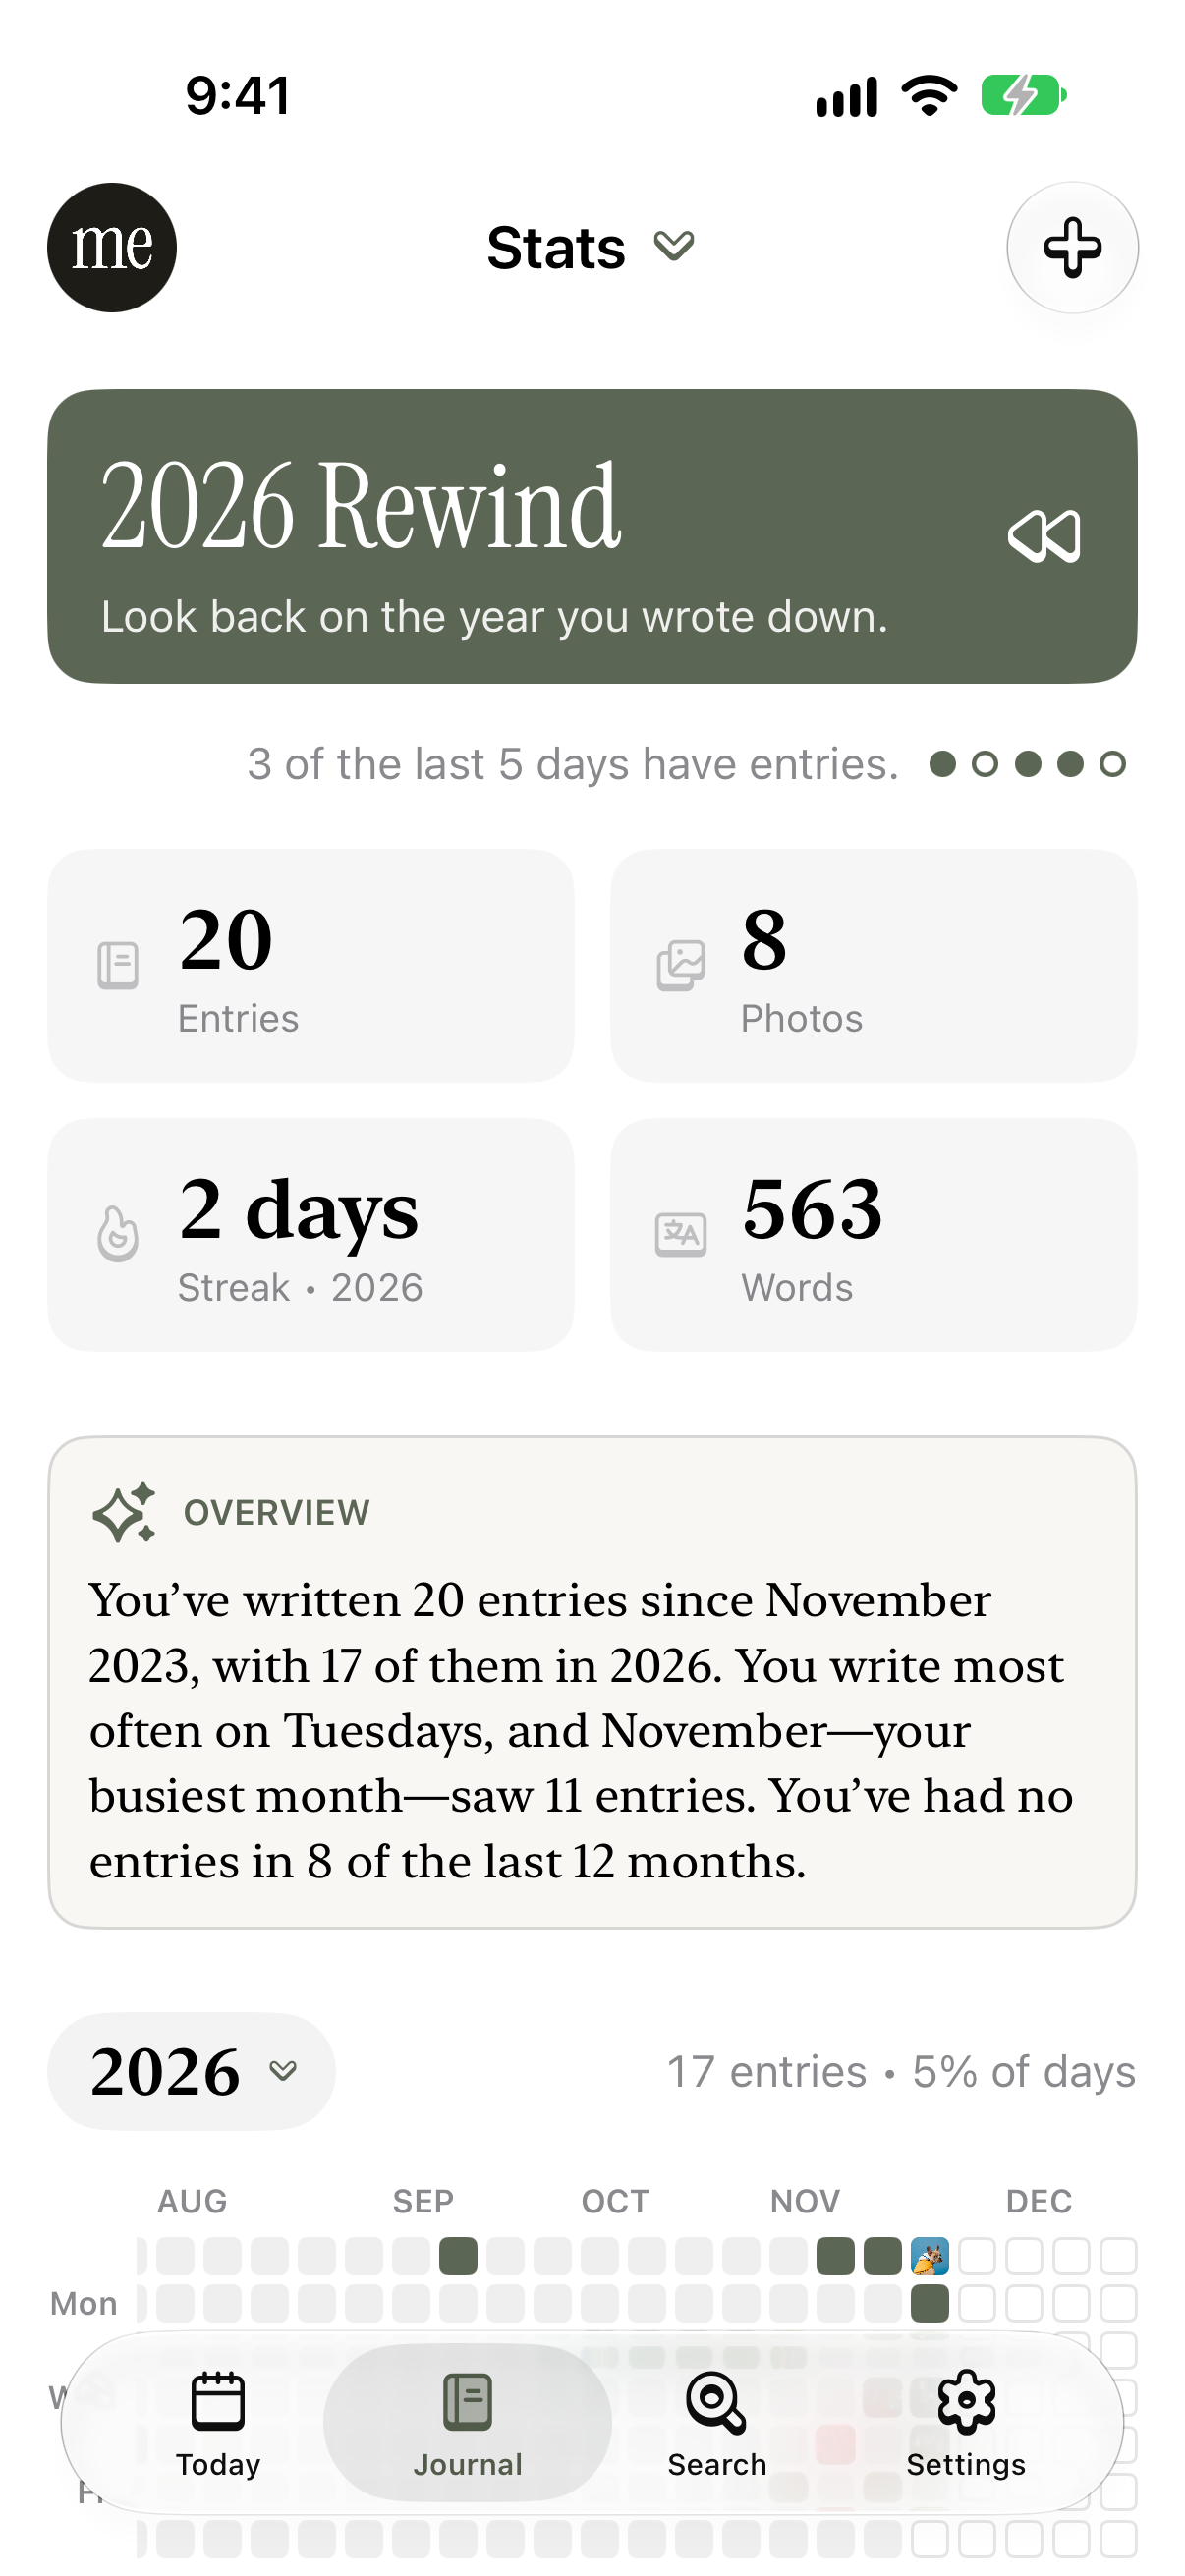 9:41
me
Stats
2026 Rewind
Look back on the year you wrote down.
3 of the last 5 days have entries.
20
Entries
8
Photos
2 days
Streak • 2026
563
Words
OVERVIEW
You’ve written 20 entries since November
2023, with 17 of them in 2026. You write most
often on Tuesdays, and November—your
busiest month—saw 11 entries. You’ve had no
entries in 8 of the last 12 months.
2026
17 entries • 5% of days
AUG SEP OCT NOV DEC
Mon
Today
Journal
Search
Settings